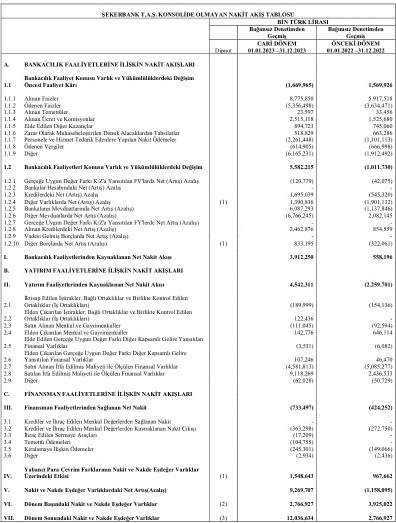 ŞEKERBANK T.A.Ş. KONSOLİDE OLMAYAN NAKİT AKIŞ TABLOSU
BİN TÜRK LİRASI
Bağımsız Denetimden Bağımsız Denetimden
Geçmiş Geçmiş
CARİ DÖNEM ÖNCEKİ DÖNEM
Dipnot 01.01.2023 –31.12.2023 01.01.2022 –31.12.2022
A. BANKACILIK FAALİYETLERİNE İLİŞKİN NAKİT AKIŞLARI
Bankacılık Faaliyet Konusu Varlık ve Yükümlülüklerdeki Değişim
1.1 Öncesi Faaliyet Kârı (1,669,965) 1,569,926
1.1.1 Alınan Faizler 8,775,850 5,917,518
1.1.2 Ödenen Faizler (5,356,498) (3,634,471)
1.1.3 Alınan Temettüler 23,597 33,456
1.1.4 Alınan Ücret ve Komisyonlar 2,515,118 1,525,680
1.1.5 Elde Edilen Diğer Kazançlar 894,723 745,060
1.1.6 Zarar Olarak Muhasebeleştirilen Donuk Alacaklardan Tahsilatlar 518,829 663,286
1.1.7 Personele ve Hizmet Tedarik Edenlere Yapılan Nakit Ödemeler (2,261,448) (1,101,113)
1.1.8 Ödenen Vergiler (614,905) (666,998)
1.1.9 Diğer (6,165,231) (1,912,492)
1.2 Bankacılık Faaliyetleri Konusu Varlık ve Yükümlülüklerdeki Değişim 5,582,215 (1,011,730)
1.2.1 Gerçeğe Uygun Değer Farkı K/Z'a Yansıtılan FV'larda Net (Artış) Azalış (120,779) (42,075)
1.2.2 Bankalar Hesabındaki Net (Artış) Azalış - -
1.2.3 Kredilerdeki Net (Artış) Azalış 1,695,039 (545,320)
1.2.4 Diğer Varlıklarda Net (Artış) Azalış (1) 1,390,836 (1,901,132)
1.2.5 Bankaların Mevduatlarında Net (Artış) Azalış 6,087,293 (1,137,846)
1.2.6 Diğer Mevduatlarda Net (Artış) Azalış (6,766,245) 2,082,145
1.2.7 Gerçeğe Uygun Değer Farkı K/Z'a Yansıtılan FY'lerde Net Artış (Azalış) - -
1.2.8 Alınan Kredilerdeki Net Artış (Azalış) 2,462,876 854,559
1.2.9 Vadesi Gelmiş Borçlarda Net Artış (Azalış) - -
1.2.10 Diğer Borçlarda Net Artış (Azalış) (1) 833,195 (322,061)
I. Bankacılık Faaliyetlerinden Kaynaklanan Net Nakit Akışı 3,912,250 558,196
B. YATIRIM FAALİYETLERİNE İLİŞKİN NAKİT AKIŞLARI
II. Yatırım Faaliyetlerinden Kaynaklanan Net Nakit Akışı 4,542,311 (2,259,701)
İktisap Edilen İştirakler, Bağlı Ortaklıklar ve Birlikte Kontrol Edilen
2.1 Ortaklıklar (İş Ortaklıkları) (189,999) (154,136)
Elden Çıkarılan İştirakler, Bağlı Ortaklıklar ve Birlikte Kontrol Edilen
2.2 Ortaklıklar (İş Ortaklıkları) 122,436 -
2.3 Satın Alınan Menkul ve Gayrimenkuller (111,045) (92,594)
2.4 Elden Çıkarılan Menkul ve Gayrimenkuller 142,776 646,114
Elde Edilen Gerçeğe Uygun Değer Farkı Diğer Kapsamlı Gelire Yansıtılan
2.5 Finansal Varlıklar (3,531) (6,082)
Elden Çıkarılan Gerçeğe Uygun Değer Farkı Diğer Kapsamlı Gelire
2.6 Yansıtılan Finansal Varlıklar 107,246 46,470
2.7 Satın Alınan İtfa Edilmiş Maliyeti ile Ölçülen Finansal Varlıklar (4,581,813) (5,085,277)
2.8 Satılan İtfa Edilmiş Maliyeti ile Ölçülen Finansal Varlıklar 9,118,269 2,436,533
2.9 Diğer (62,028) (50,729)
C. FİNANSMAN FAALİYETLERİNE İLİŞKİN NAKİT AKIŞLARI
III. Finansman Faaliyetlerinden Sağlanan Net Nakit (733,497) (424,252)
3.1 Krediler ve İhraç Edilen Menkul Değerlerden Sağlanan Nakit - -
3.2 Krediler ve İhraç Edilen Menkul Değerlerden Kaynaklanan Nakit Çıkışı (363,298) (272,750)
3.3 İhraç Edilen Sermaye Araçları (17,209) -
3.4 Temettü Ödemeleri (104,755) -
3.5 Kiralamaya İlişkin Ödemeler (245,301) (149,066)
3.6 Diğer (2,934) (2,436)
Yabancı Para Çevrim Farklarının Nakit ve Nakde Eşdeğer Varlıklar
IV. Üzerindeki Etkisi (1) 1,548,643 967,662
V. Nakit ve Nakde Eşdeğer Varlıklardaki Net Artış(Azalış) 9,269,707 (1,158,095)
VI. Dönem Başındaki Nakit ve Nakde Eşdeğer Varlıklar (2) 2,766,927 3,925,022
VII. Dönem Sonundaki Nakit ve Nakde Eşdeğer Varlıklar (3) 12,036,634 2,766,927